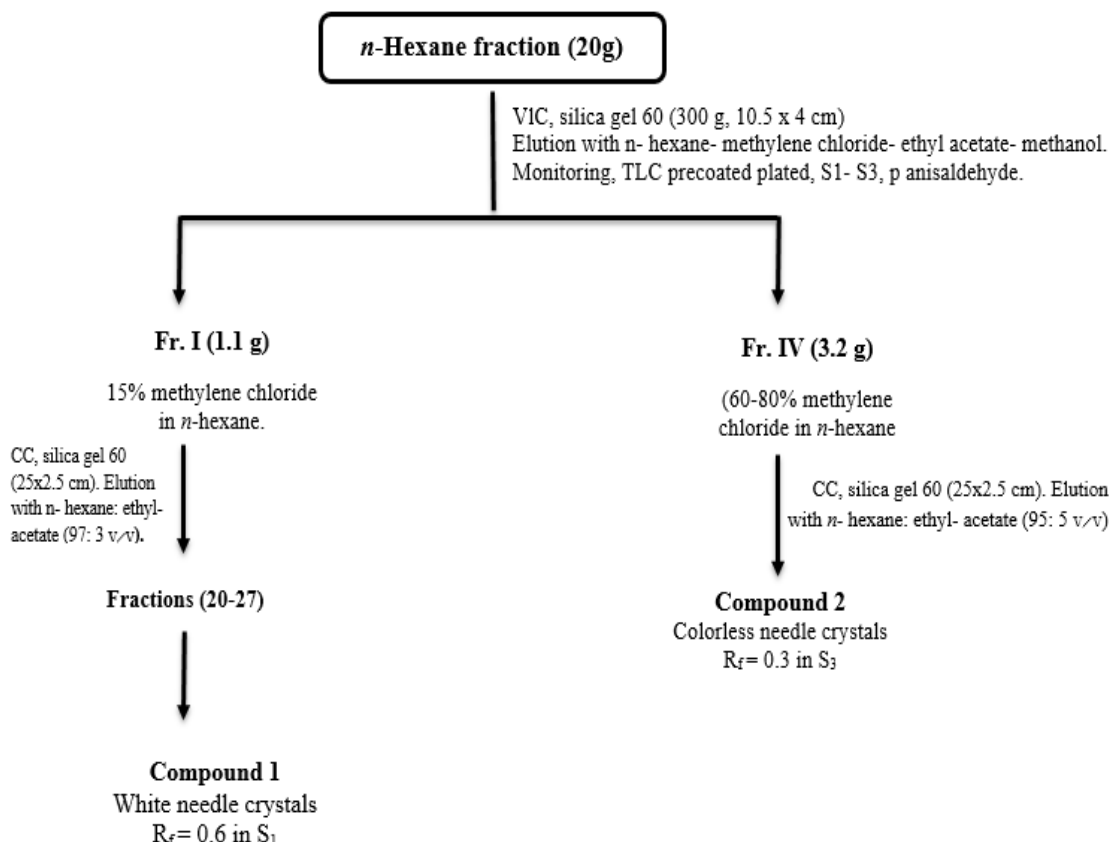 n-Hexane fraction (20g)
VlC, silica gel 60 (300 g, 10.5 x 4 cm)
Elution with n- hexane- methylene chloride- ethyl acetate- methanol.
Monitoring, TLC precoated plated, S1- S3, p anisaldehyde.
Fr. I (1.1 g)
15% methylene chloride
in n-hexane.
CC, silica gel 60
(25x2.5 cm). Elution
with n- hexane: ethyl-
acetate (97: 3 v/v).
Fractions (20-27)
Compound 1
White needle crystals
Rf = 0.6 in S1
Fr. IV (3.2 g)
(60-80% methylene
chloride in n-hexane
CC, silica gel 60 (25x2.5 cm). Elution
with n- hexane: ethyl- acetate (95: 5 v/v)
Compound 2
Colorless needle crystals
Rf = 0.3 in S3